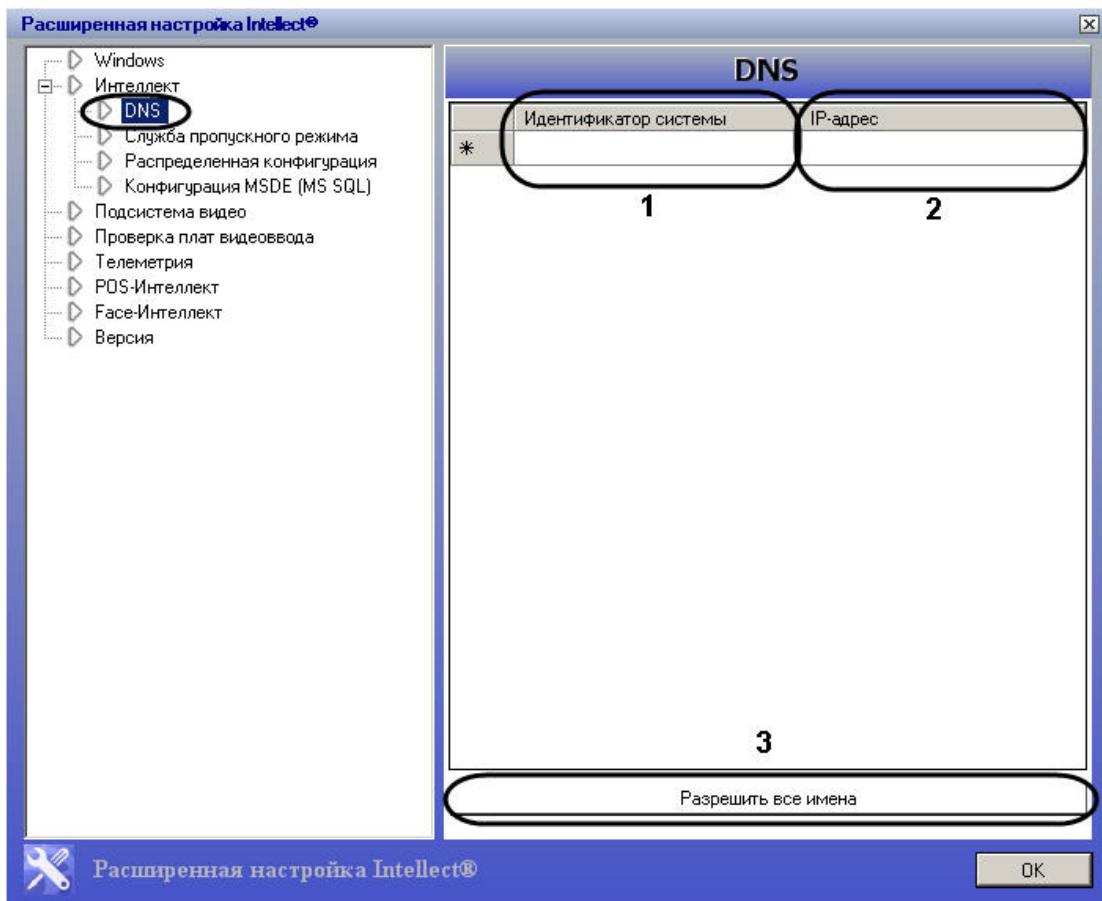 Расширенная настройка Intellect®
Windows
Интеллект
DNS
Служба пропускного режима
Распределенная конфигурация
Конфигурация MSDE (MS SQL)
Подсистема видео
Проверка плат видеоввода
Телеметрия
POS-Интеллект
Face-Интеллект
Версия
DNS
Идентификатор системы IP-адрес
1 2
3
Разрешить все имена
Расширенная настройка Intellect®
OK